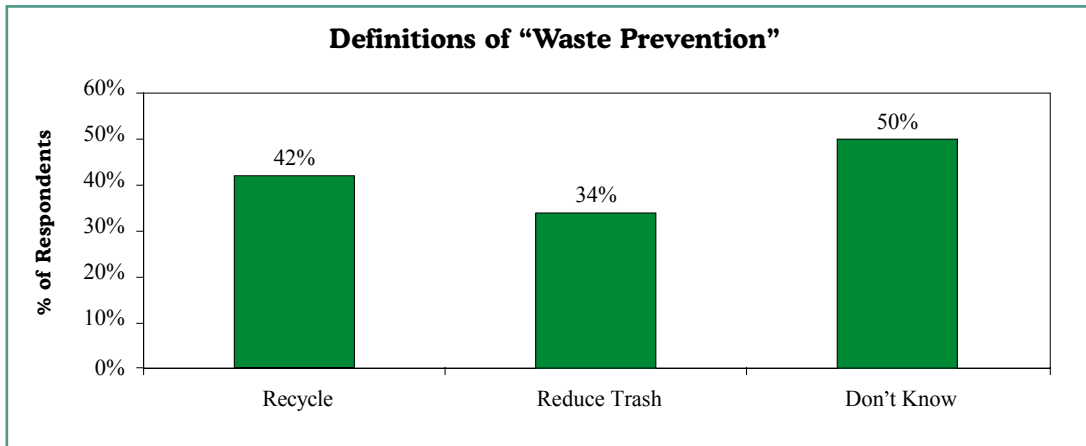 Definitions of “Waste Prevention”
% of Respondents
60%
50%
40%
30%
20%
10%
0%
42%
34%
50%
Recycle
Reduce Trash
Don’t Know